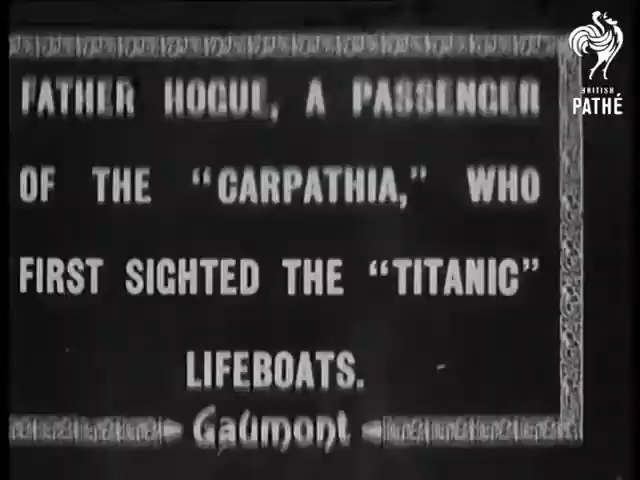 FATHER HOGUE, A PASSENGER
OF THE "CARPATHIA," WHO
FIRST SIGHTED THE "TITANIC"
LIFEBOATS.
Gaumont
BRITISH
PATHÉ